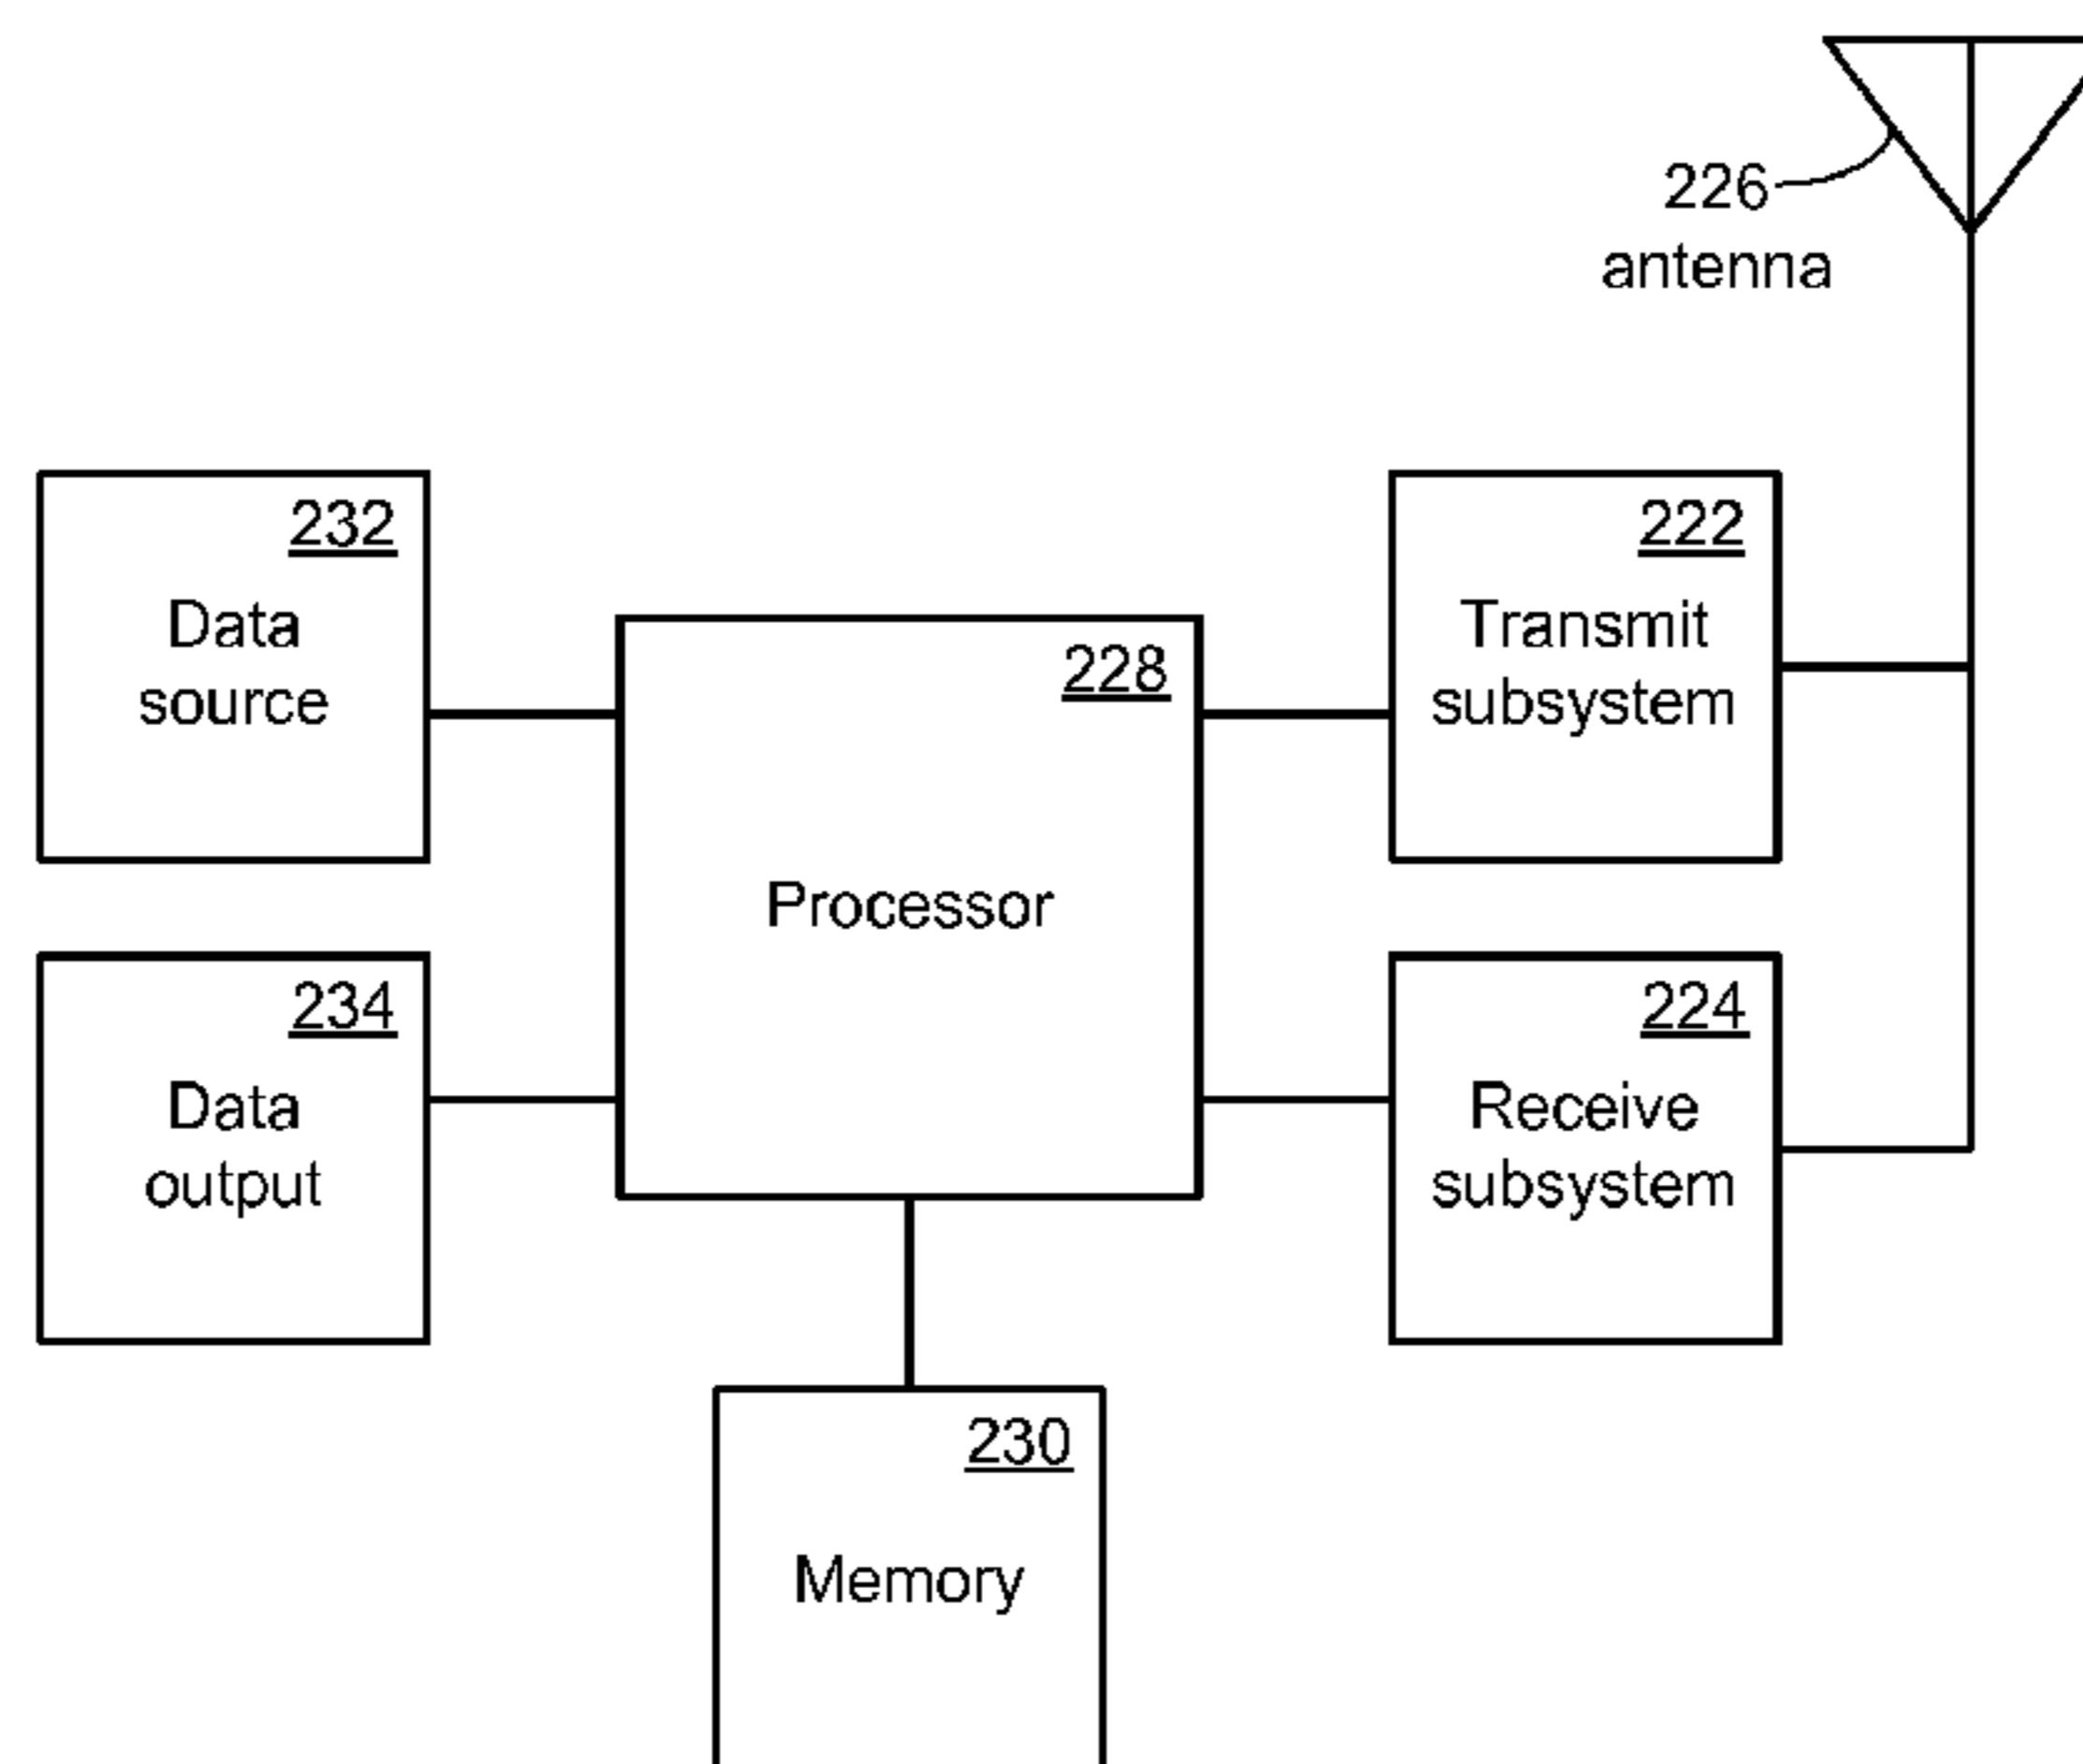 226
antenna
232
Data
source
228
Processor
222
Transmit
subsystem
234
Data
output
224
Receive
subsystem
230
Memory